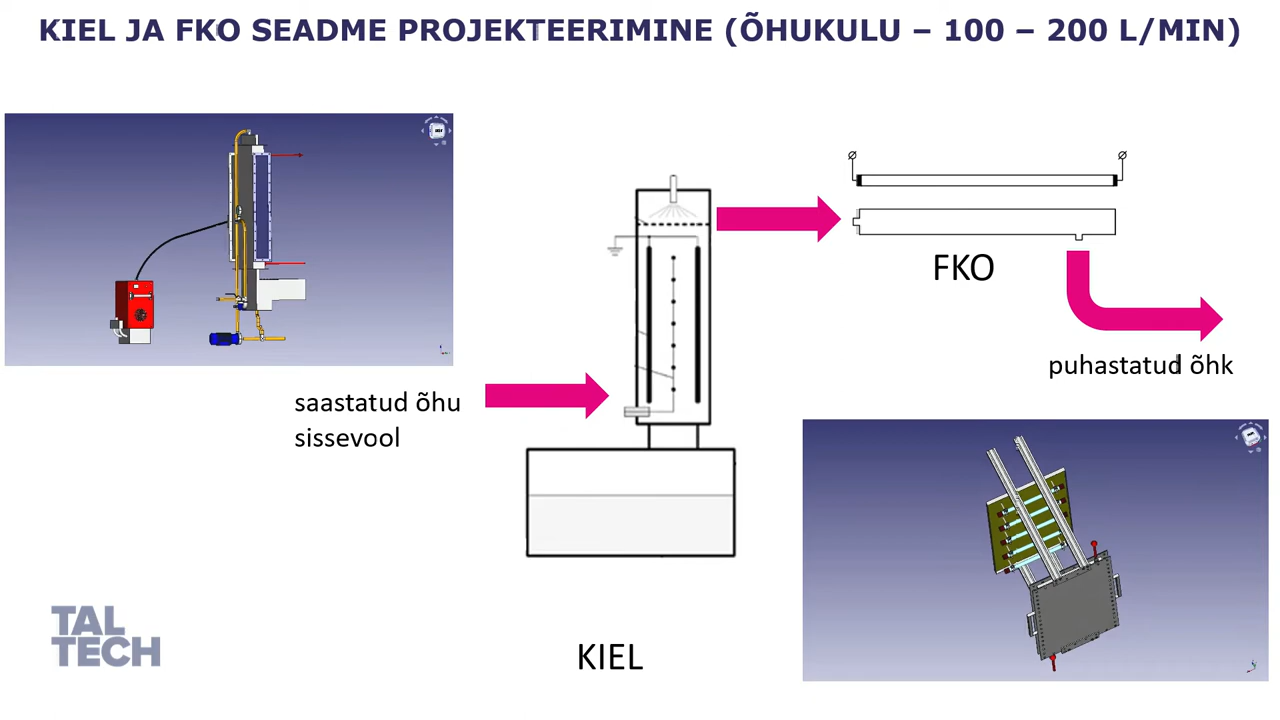 KIEL JA FKO SEADME PROJEKTEERIMINE (ÕHUKULU – 100 – 200 L/MIN)
FKO
puhastatud õhk
saastatud õhu
sissevool
KIEL
TAL
TECH